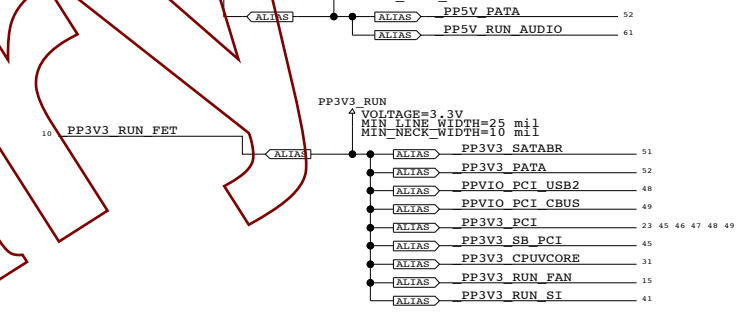 ALIAS ALIAS _PP5V_PATA 52
ALIAS _PP5V_RUN_AUDIO 61
PP3V3_RUN
VOLTAGE=3.3V
MIN_LINE_WIDTH=25 mil
MIN_NECK_WIDTH=10 mil
10 PP3V3_RUN_FET
ALIAS ALIAS _PP3V3_SATABR 51
ALIAS _PP3V3_PATA 52
ALIAS _PPVIO_PCI_USB2 48
ALIAS _PPVIO_PCI_CBUS 49
ALIAS _PP3V3_PCI 23 45 46 47 48 49
ALIAS _PP3V3_SB_PCI 45
ALIAS _PP3V3_CPUVCORE 31
ALIAS _PP3V3_RUN_FAN 15
ALIAS _PP3V3_RUN_SI 41